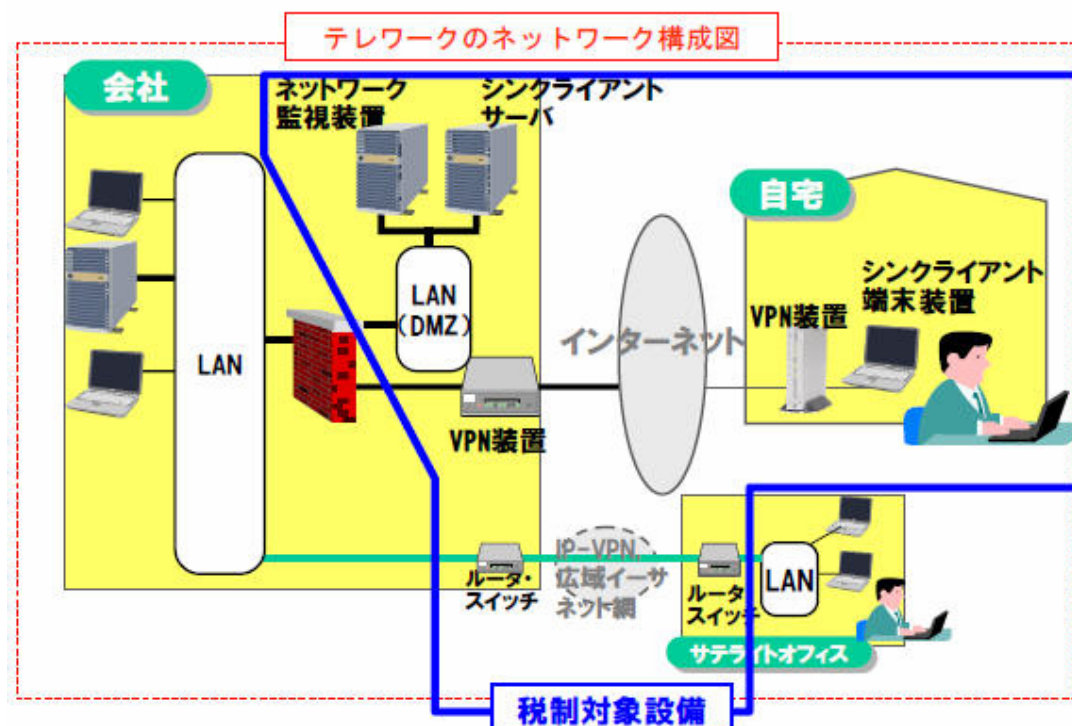 テレワークのネットワーク構成図
会社
ネットワーク
監視装置
シンクライアント
サーバ
LAN
LAN
(DMZ)
VPN装置
インターネット
自宅
シンクライアント
端末装置
VPN装置
ルータ・
スイッチ
IP-VPN,
広域イーサ
ネット網
ルータ
スイッチ
LAN
サテライトオフィス
税制対象設備